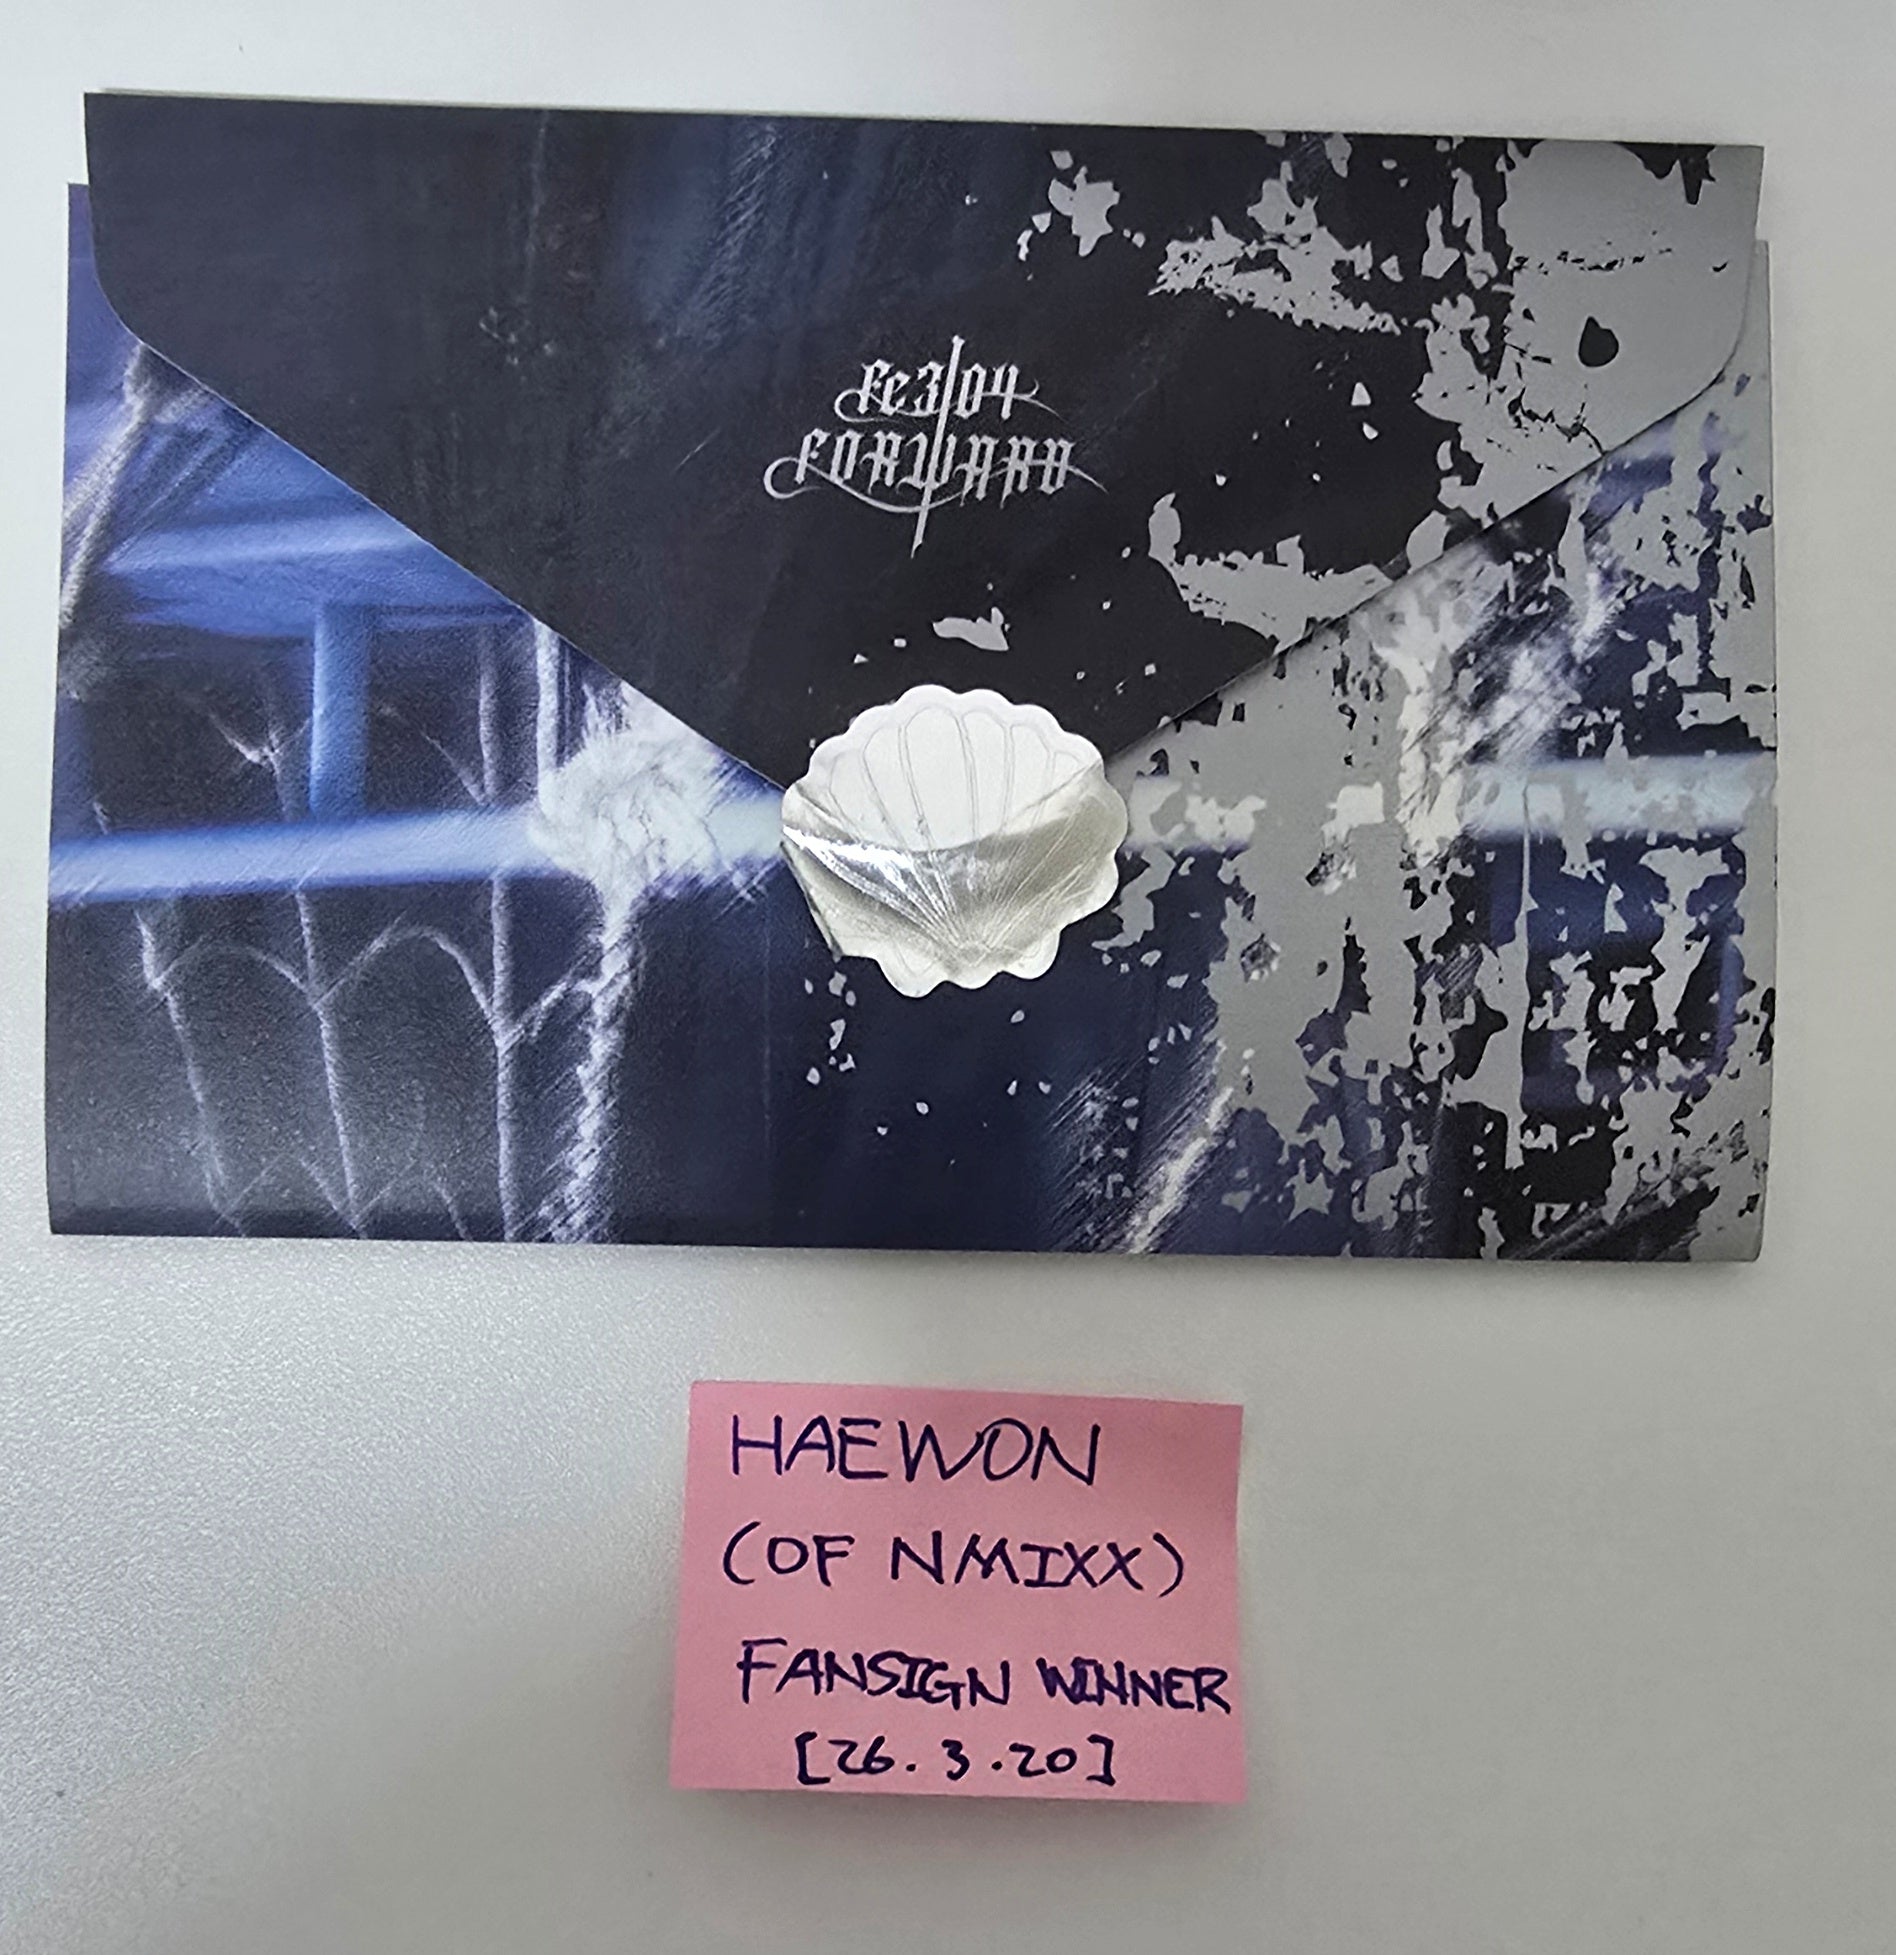 Fe3O4
FORWARD
HAEWON
(OF NMIXX)
FANSIGN WINNER
[26.3.20]